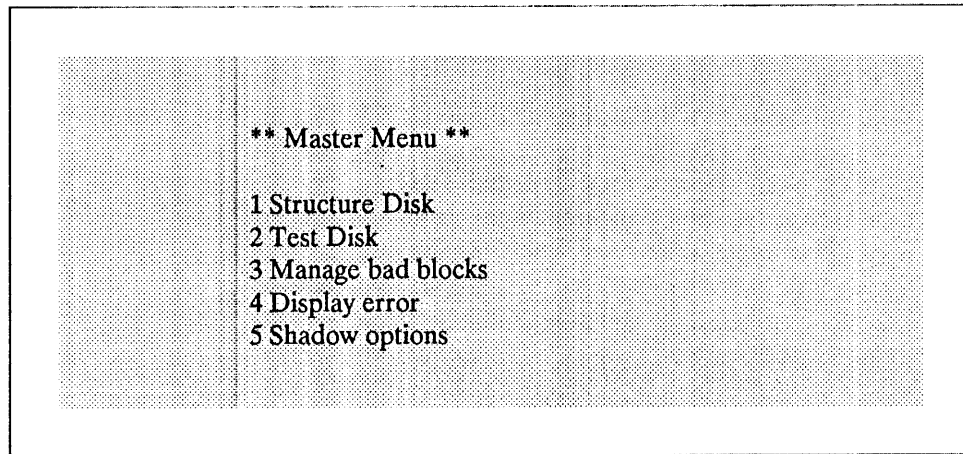 ** Master Menu **
1 Structure Disk
2 Test Disk
3 Manage bad blocks
4 Display error
5 Shadow options